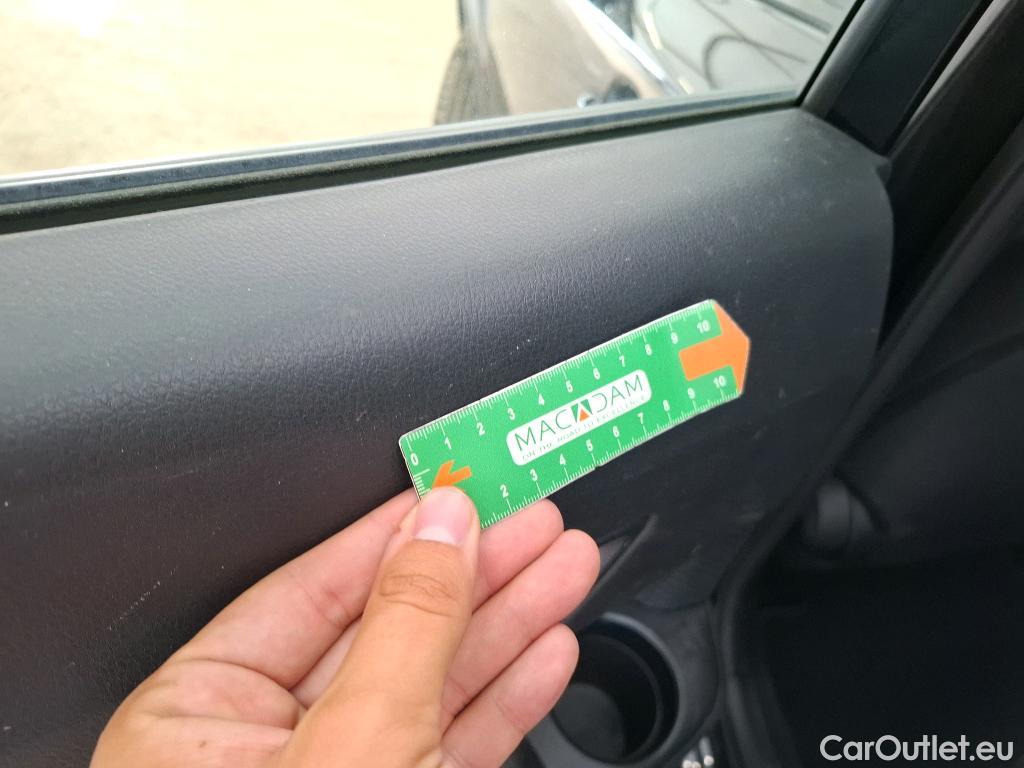 0 1 2 3 4 5 6 7 8 9 10
MACADAM
ON THE ROAD TO EXCELLENCE
2 3 4 5 6 7 8 9 10
CarOutlet.eu